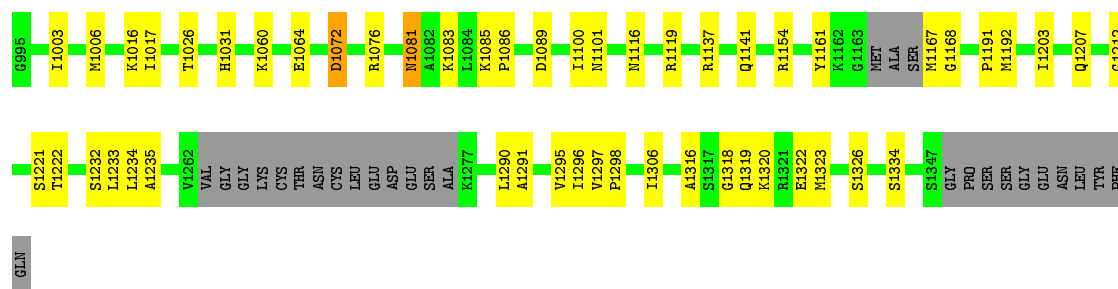 G995 I1003 M1006 K1016 I1017 T1026 H1031 K1060 E1064 D1072 R1076 N1081 A1082 K1083 L1084 K1085 P1086 D1089 I1100 N1101 N1116 R1119 R1137 Q1141 R1154 Y1161 K1162 G1163 MET ALA SER M1167 G1168 P1191 M1192 I1203 Q1207
S1221 T1222 S1232 L1233 L1234 A1235 V1262 VAL GLY GLY LYS CYS THR ASN CYS LEU GLU ASP GLU SER ALA K1277 L1290 A1291 V1295 I1296 V1297 P1298 I1306 A1316 S1317 G1318 Q1319 K1320 R1321 E1322 M1323 S1326 S1334 S1347 GLY PRO SER SER GLY GLU ASN LEU TYR PHE
GLN